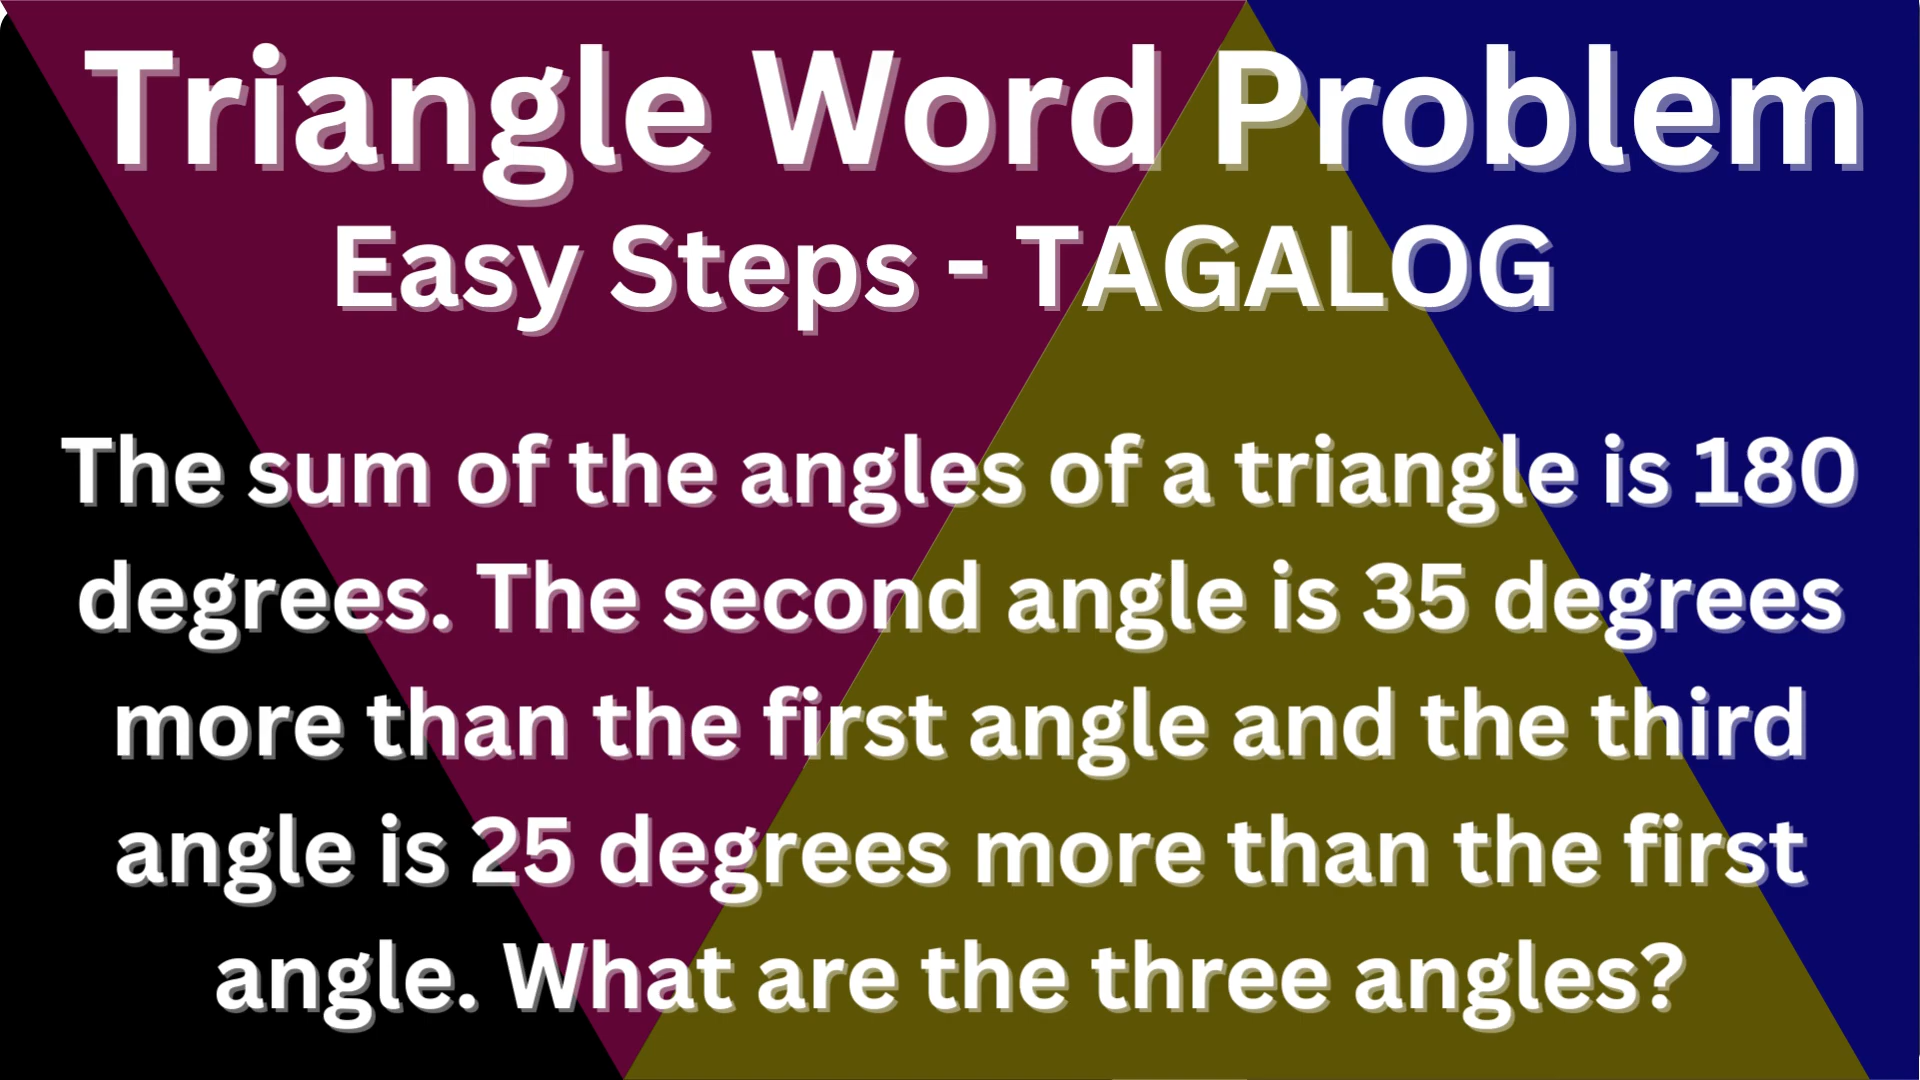 Triangle Word Problem
Easy Steps - TAGALOG
The sum of the angles of a triangle is 180
degrees. The second angle is 35 degrees
more than the first angle and the third
angle is 25 degrees more than the first
angle. What are the three angles?